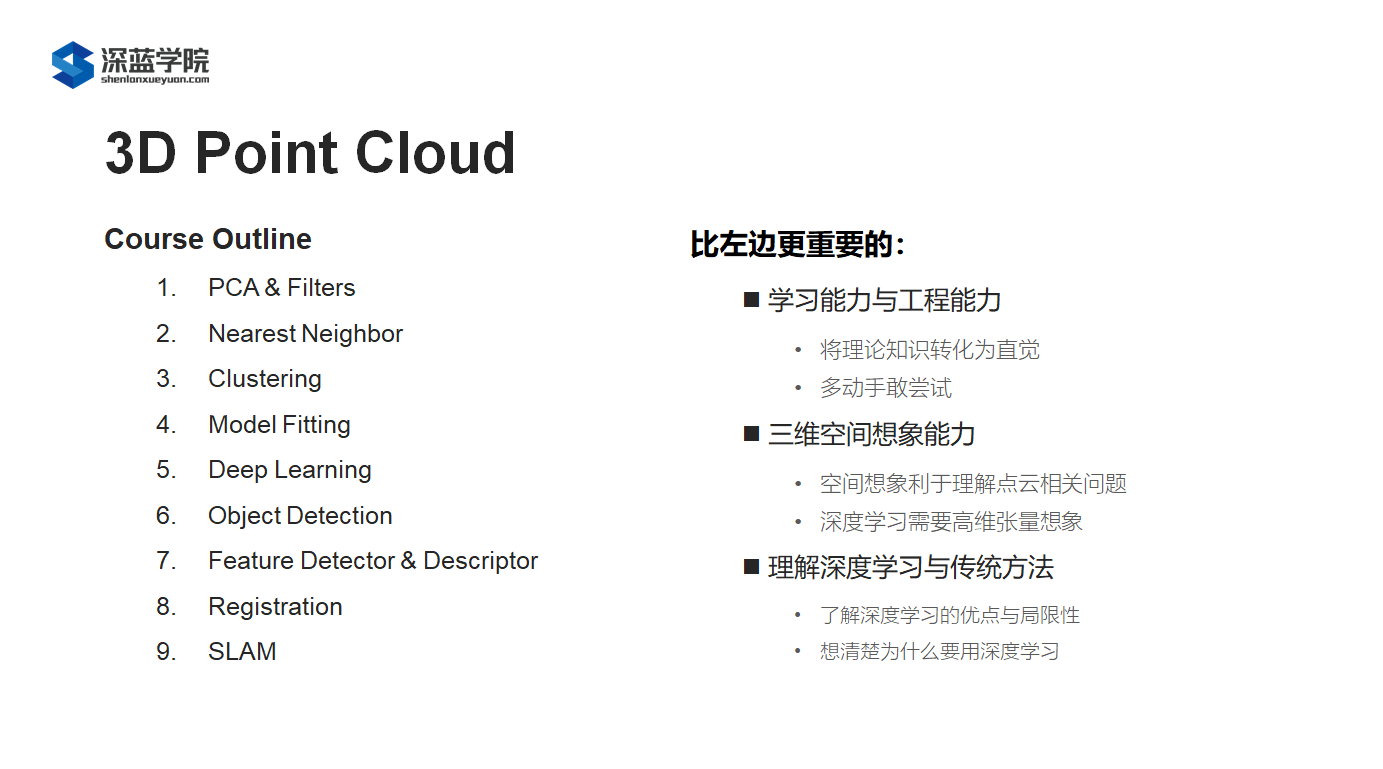 深蓝学院
shenlanxueyuan.com
3D Point Cloud
Course Outline
1. PCA & Filters
2. Nearest Neighbor
3. Clustering
4. Model Fitting
5. Deep Learning
6. Object Detection
7. Feature Detector & Descriptor
8. Registration
9. SLAM
比左边更重要的：
■ 学习能力与工程能力
• 将理论知识转化为直觉
• 多动手敢尝试
■ 三维空间想象能力
• 空间想象利于理解点云相关问题
• 深度学习需要高维张量想象
■ 理解深度学习与传统方法
• 了解深度学习的优点与局限性
• 想清楚为什么要用深度学习